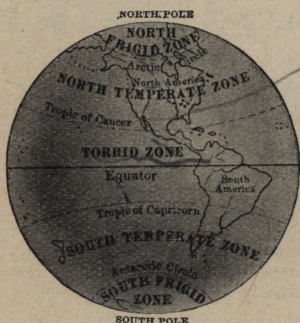 NORTH POLE
NORTH
FRIGID ZONE
Arctic Circle
North America
NORTH TEMPERATE ZONE
Tropic of Cancer
TORRID ZONE
Equator
South
America
Tropic of Capricorn
SOUTH TEMPERATE ZONE
Antarctic Circle
SOUTH FRIGID
ZONE
SOUTH POLE